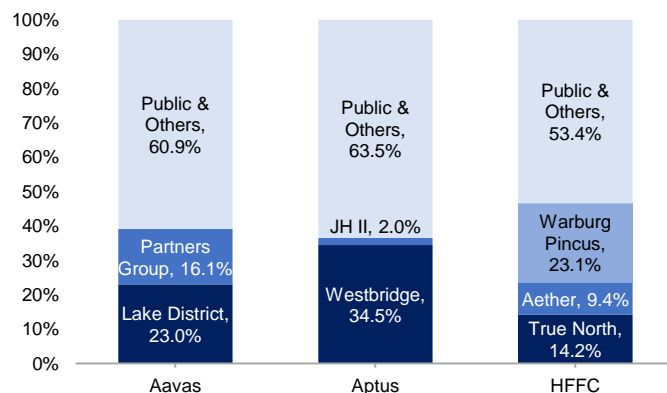 100%
90%
80%
70%
60%
50%
40%
30%
20%
10%
0%
Public &
Others,
60.9%
Partners
Group, 16.1%
Lake District,
23.0%
Public &
Others,
63.5%
JH II, 2.0%
Westbridge,
34.5%
Public &
Others,
53.4%
Warburg
Pincus,
23.1%
Aether, 9.4%
True North,
14.2%
Aavas
Aptus
HFFC